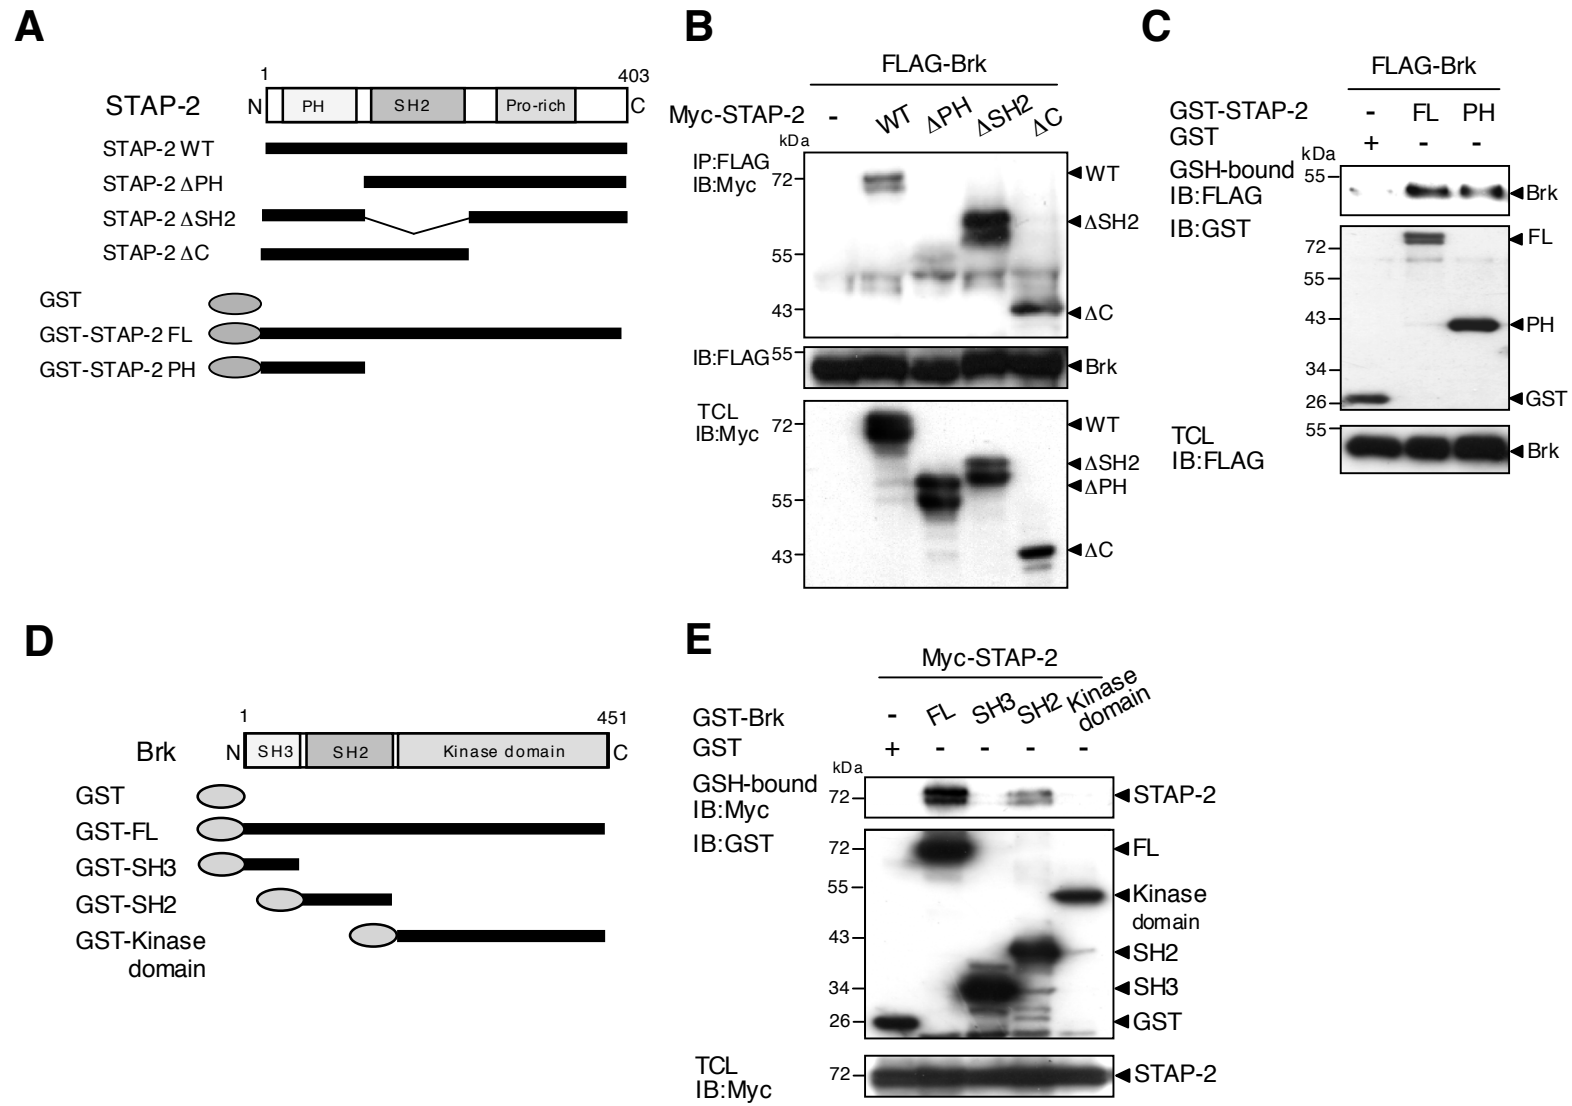 A
1 403
STAP-2 N PH SH2 Pro-rich C
STAP-2 WT
STAP-2 ΔPH
STAP-2 ΔSH2
STAP-2 ΔC
GST
GST-STAP-2 FL
GST-STAP-2 PH
B
FLAG-Brk
Myc-STAP-2 - WT ΔPH ΔSH2 ΔC
kDa
IP:FLAG
IB:Myc
72
55
43
WT
ΔSH2
ΔC
IB:FLAG 55 Brk
TCL
IB:Myc
72
55
43
WT
ΔSH2
ΔPH
ΔC
C
FLAG-Brk
GST-STAP-2 - FL PH
GST + - -
kDa
GSH-bound
IB:FLAG
55 Brk
IB:GST
72
55
43
34
26
FL
PH
GST
TCL
IB:FLAG
55 Brk
D
1 451
Brk N SH3 SH2 Kinase domain C
GST
GST-FL
GST-SH3
GST-SH2
GST-Kinase
domain
E
Myc-STAP-2
GST-Brk - FL SH3 SH2 Kinase
domain
GST + - - - -
kDa
GSH-bound
IB:Myc
72 STAP-2
IB:GST
72
55
43
34
26
FL
Kinase
domain
SH2
SH3
GST
TCL
IB:Myc
72 STAP-2